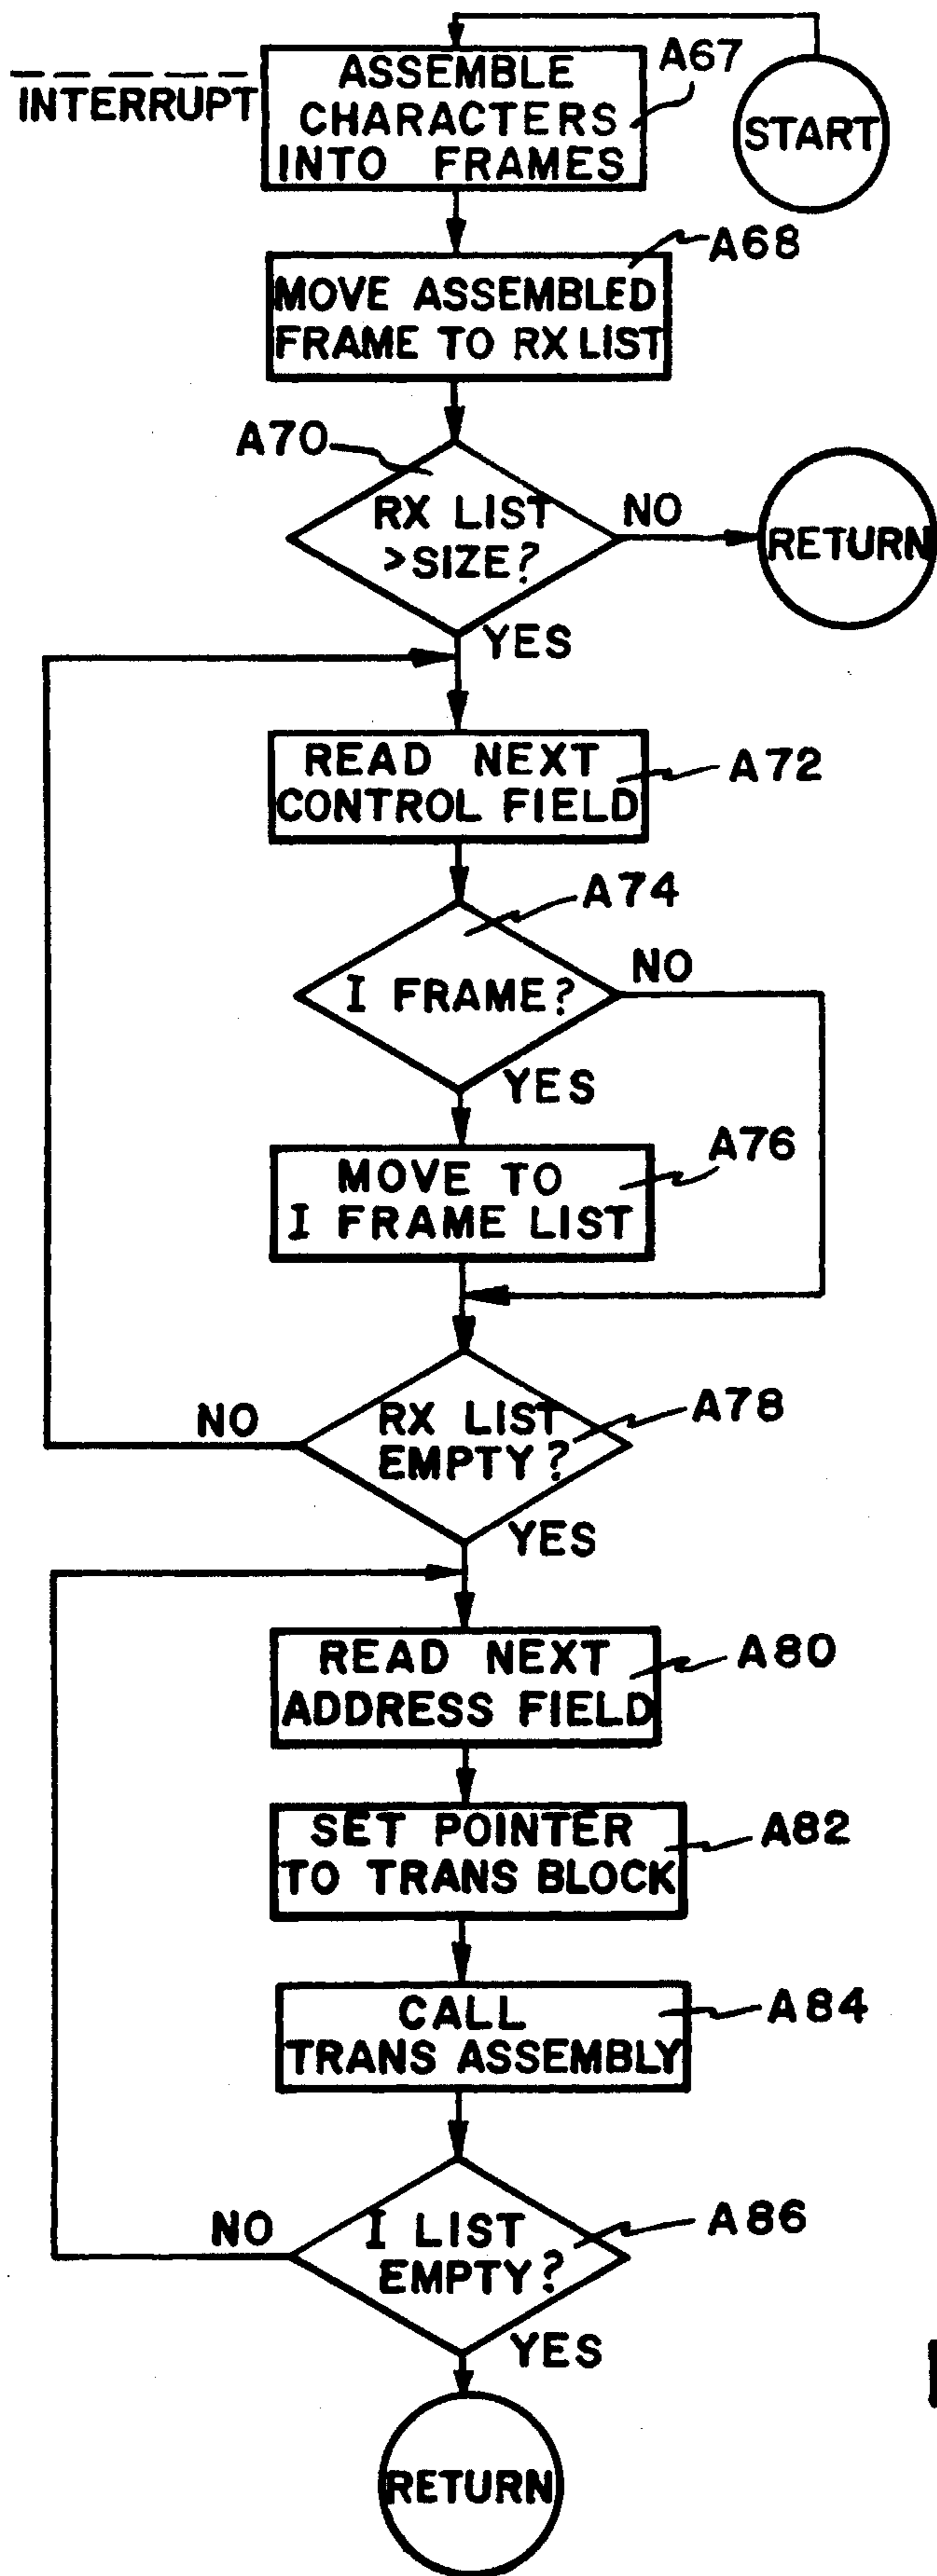 ASSEMBLE
CHARACTERS
INTO FRAMES
A67
START
INTERRUPT
MOVE ASSEMBLED
FRAME TO RX LIST
A68
A70
RX LIST
>SIZE?
NO
RETURN
YES
READ NEXT
CONTROL FIELD
A72
A74
I FRAME?
NO
YES
MOVE TO
I FRAME LIST
A76
RX LIST
EMPTY?
A78
NO
YES
READ NEXT
ADDRESS FIELD
A80
SET POINTER
TO TRANS BLOCK
A82
CALL
TRANS ASSEMBLY
A84
I LIST
EMPTY?
A86
NO
YES
RETURN